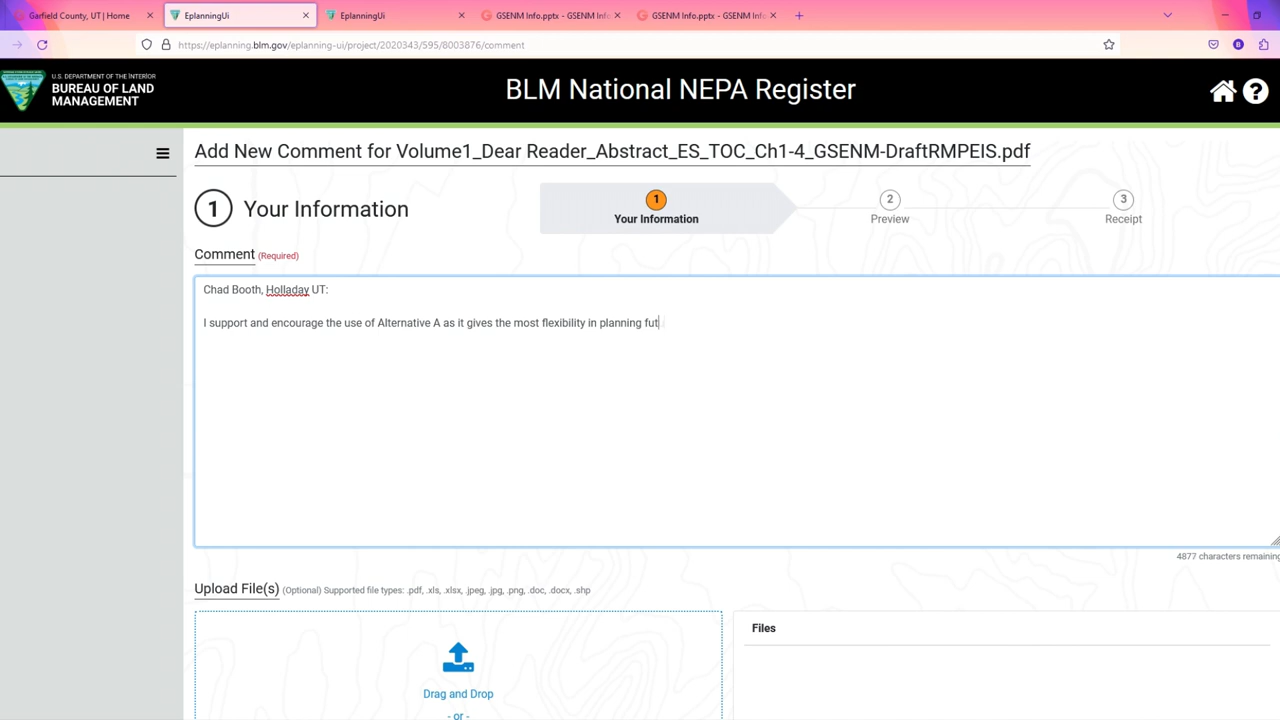 Garfield County, UT | Home
EplanningUi
EplanningUi
GSENM Info.pptx - GSENM Info
GSENM Info.pptx - GSENM Info
https://eplanning.blm.gov/eplanning-ui/project/2020343/595/8003876/comment
U.S. DEPARTMENT OF THE INTERIOR
BUREAU OF LAND
MANAGEMENT
BLM National NEPA Register
Add New Comment for Volume1_Dear Reader_Abstract_ES_TOC_Ch1-4_GSENM-DraftRMPEIS.pdf
1 Your Information
1
Your Information
2
Preview
3
Receipt
Comment (Required)
Chad Booth, Holladay UT:
I support and encourage the use of Alternative A as it gives the most flexibility in planning fut
4877 characters remaining
Upload File(s) (Optional) Supported file types: .pdf, .xls, .xlsx, .jpeg, .jpg, .png, .doc, .docx, .shp
Drag and Drop
- or -
Files